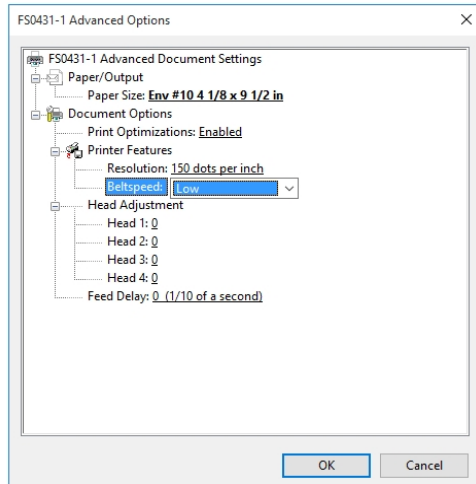 FS0431-1 Advanced Options
FS0431-1 Advanced Document Settings
Paper/Output
Paper Size: Env #10 4 1/8 x 9 1/2 in
Document Options
Print Optimizations: Enabled
Printer Features
Resolution: 150 dots per inch
Beltspeed: Low
Head Adjustment
Head 1: 0
Head 2: 0
Head 3: 0
Head 4: 0
Feed Delay: 0 (1/10 of a second)
OK Cancel